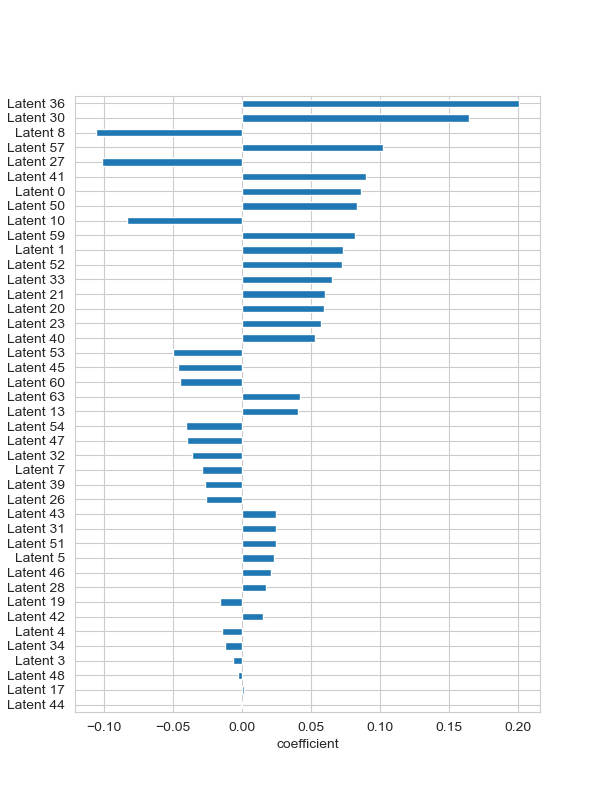 Latent 36
Latent 30
Latent 8
Latent 57
Latent 27
Latent 41
Latent 0
Latent 50
Latent 10
Latent 59
Latent 1
Latent 52
Latent 33
Latent 21
Latent 20
Latent 23
Latent 40
Latent 53
Latent 45
Latent 60
Latent 63
Latent 13
Latent 54
Latent 47
Latent 32
Latent 7
Latent 39
Latent 26
Latent 43
Latent 31
Latent 51
Latent 5
Latent 46
Latent 28
Latent 19
Latent 42
Latent 4
Latent 34
Latent 3
Latent 48
Latent 17
Latent 44
−0.10 −0.05 0.00 0.05 0.10 0.15 0.20
coefficient